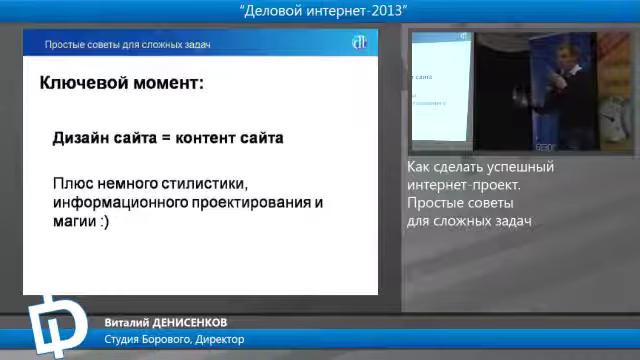 “Деловой интернет-2013”
Простые советы для сложных задач
Ключевой момент:
Дизайн сайта = контент сайта
Плюс немного стилистики,
информационного проектирования и
магии :)
Как сделать успешный
интернет-проект.
Простые советы
для сложных задач
Виталий ДЕНИСЕНКОВ
Студия Борового, Директор